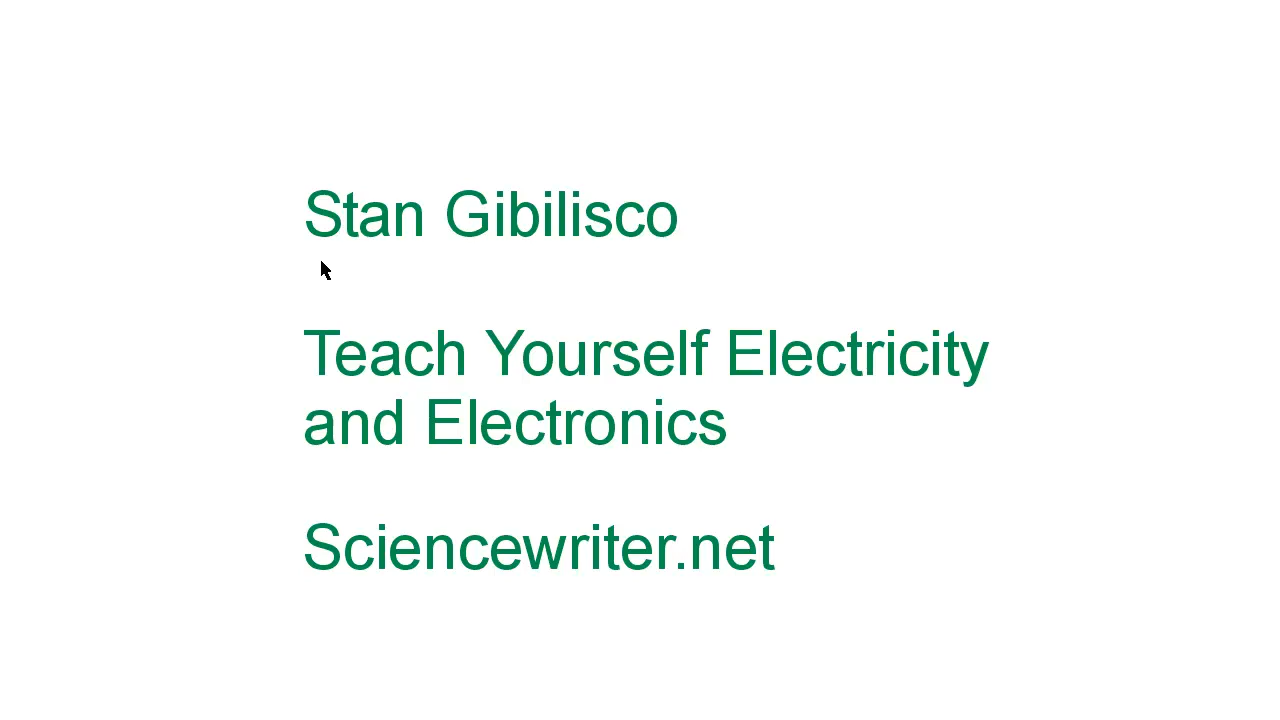 Stan Gibilisco
Teach Yourself Electricity
and Electronics
Sciencewriter.net